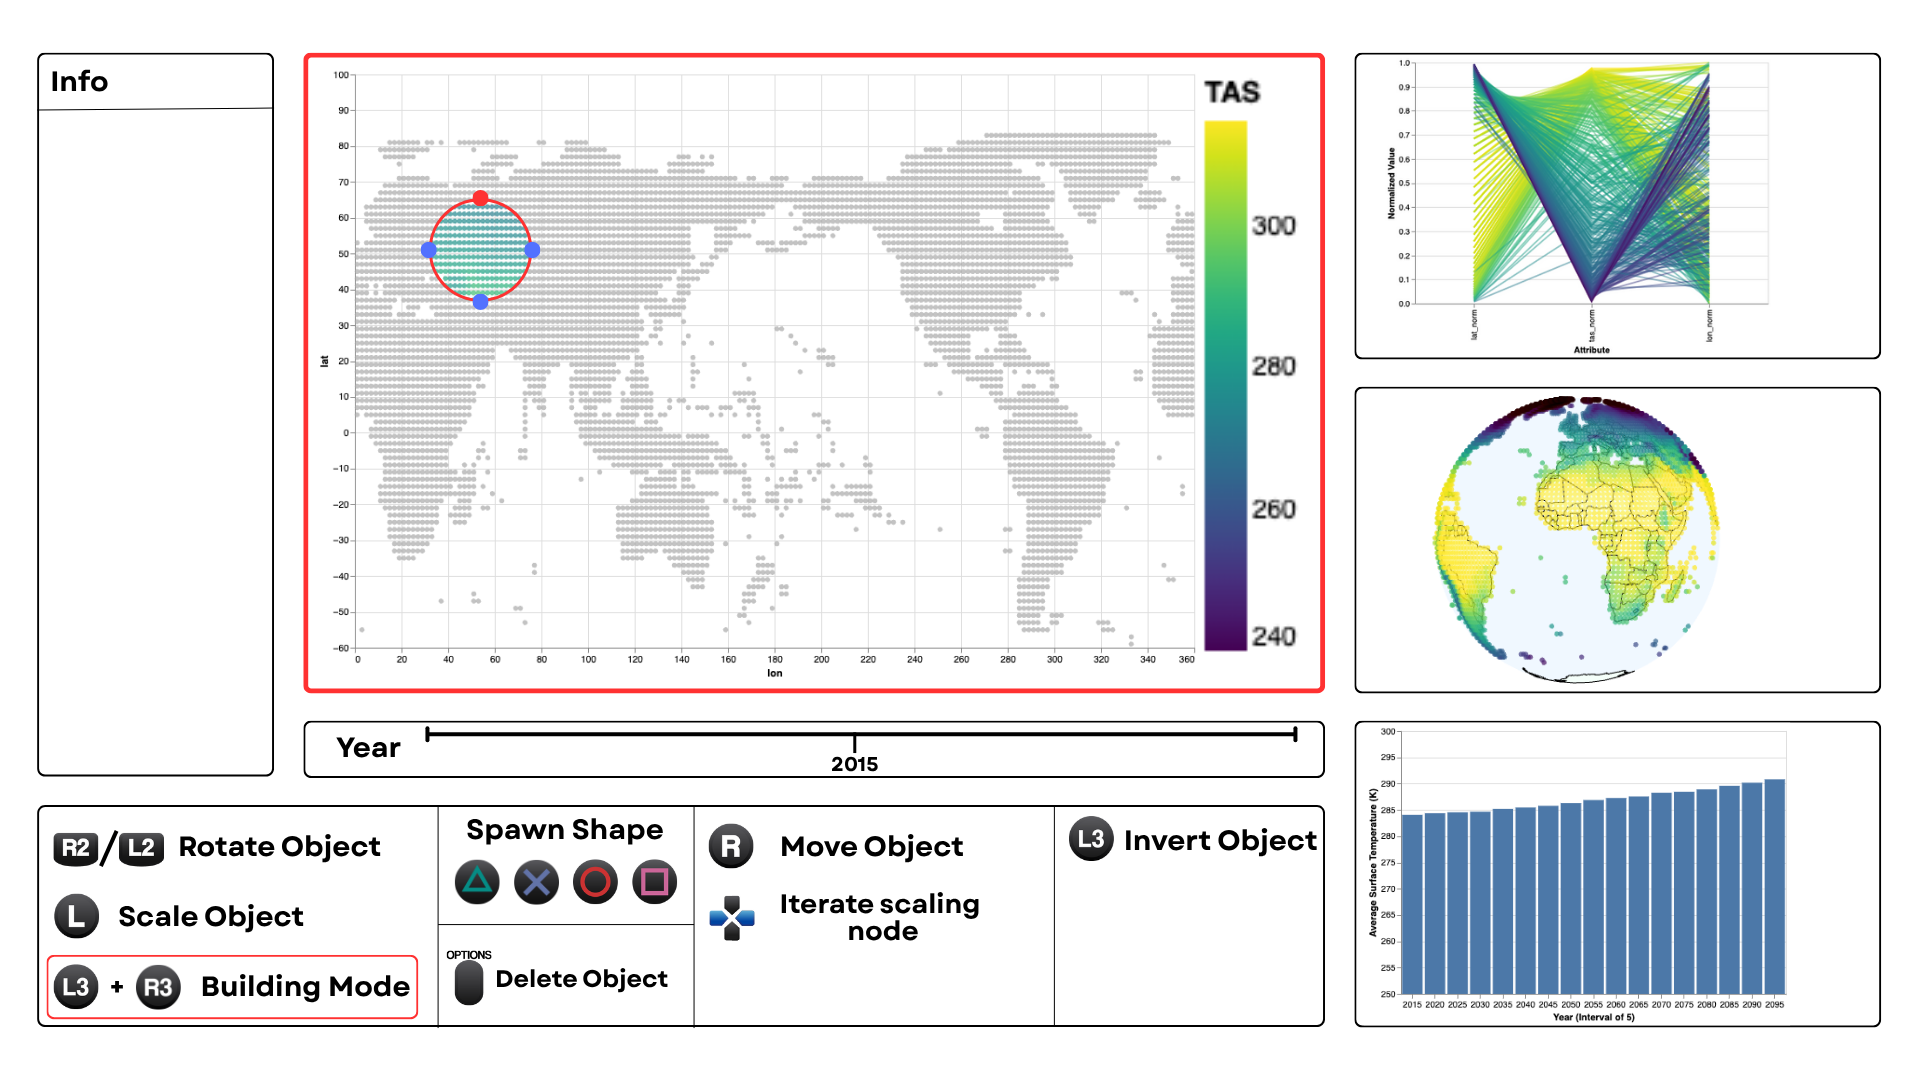 Info
100
90
80
70
60
50
40
30
20
10
0
−10
−20
−30
−40
−50
−60
lat
0 20 40 60 80 100 120 140 160 180 200 220 240 260 280 300 320 340 360
lon
TAS
300
280
260
240
1.0
0.9
0.8
0.7
0.6
0.5
0.4
0.3
0.2
0.1
0.0
Normalized Value
lat_norm
tas_norm
lon_norm
Attribute
Year
2015
R2 / L2 Rotate Object
L Scale Object
L3 + R3 Building Mode
Spawn Shape
OPTIONS
Delete Object
R Move Object
Iterate scaling
node
L3 Invert Object
300
295
290
285
280
275
270
265
260
255
250
Average Surface Temperature (K)
2015 2020 2025 2030 2035 2040 2045 2050 2055 2060 2065 2070 2075 2080 2085 2090 2095
Year (Interval of 5)